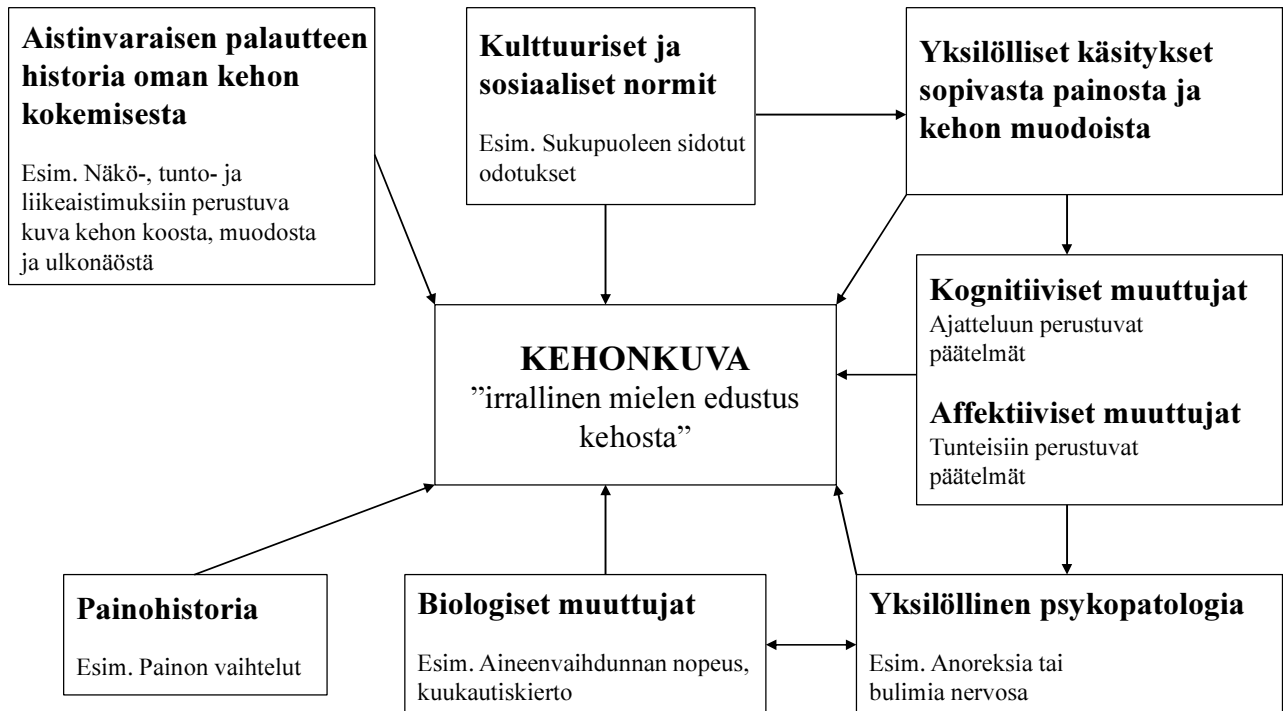 Aistinvaraisen palautteen
historia oman kehon
kokemisesta
Esim. Näkö-, tunto- ja
liikeaistimuksiin perustuva
kuva kehon koosta, muodosta
ja ulkonäöstä
Kulttuuriset ja
sosiaaliset normit
Esim. Sukupuoleen sidotut
odotukset
Yksilölliset käsitykset
sopivasta painosta ja
kehon muodoista
Kognitiiviset muuttujat
Ajatteluun perustuvat
päätelmät
Affektiiviset muuttujat
Tunteisiin perustuvat
päätelmät
KEHONKUVA
”irrallinen mielen edustus
kehosta”
Painohistoria
Esim. Painon vaihtelut
Biologiset muuttujat
Esim. Aineenvaihdunnan nopeus,
kuukautiskierto
Yksilöllinen psykopatologia
Esim. Anoreksia tai
bulimia nervosa